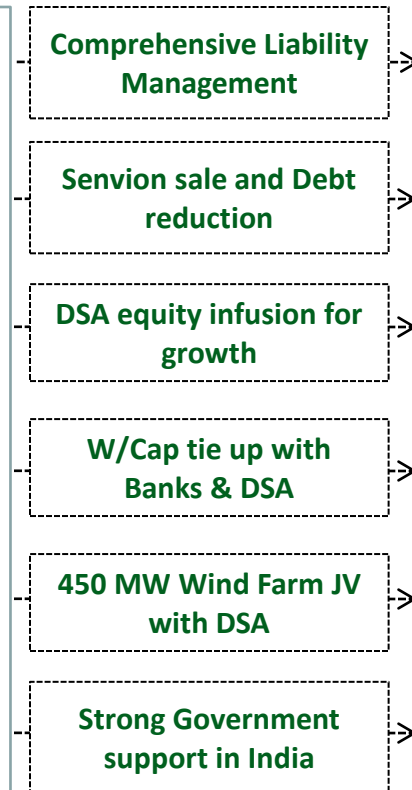 Comprehensive Liability
Management
Senvion sale and Debt
reduction
DSA equity infusion for
growth
W/Cap tie up with
Banks & DSA
450 MW Wind Farm JV
with DSA
Strong Government
support in India